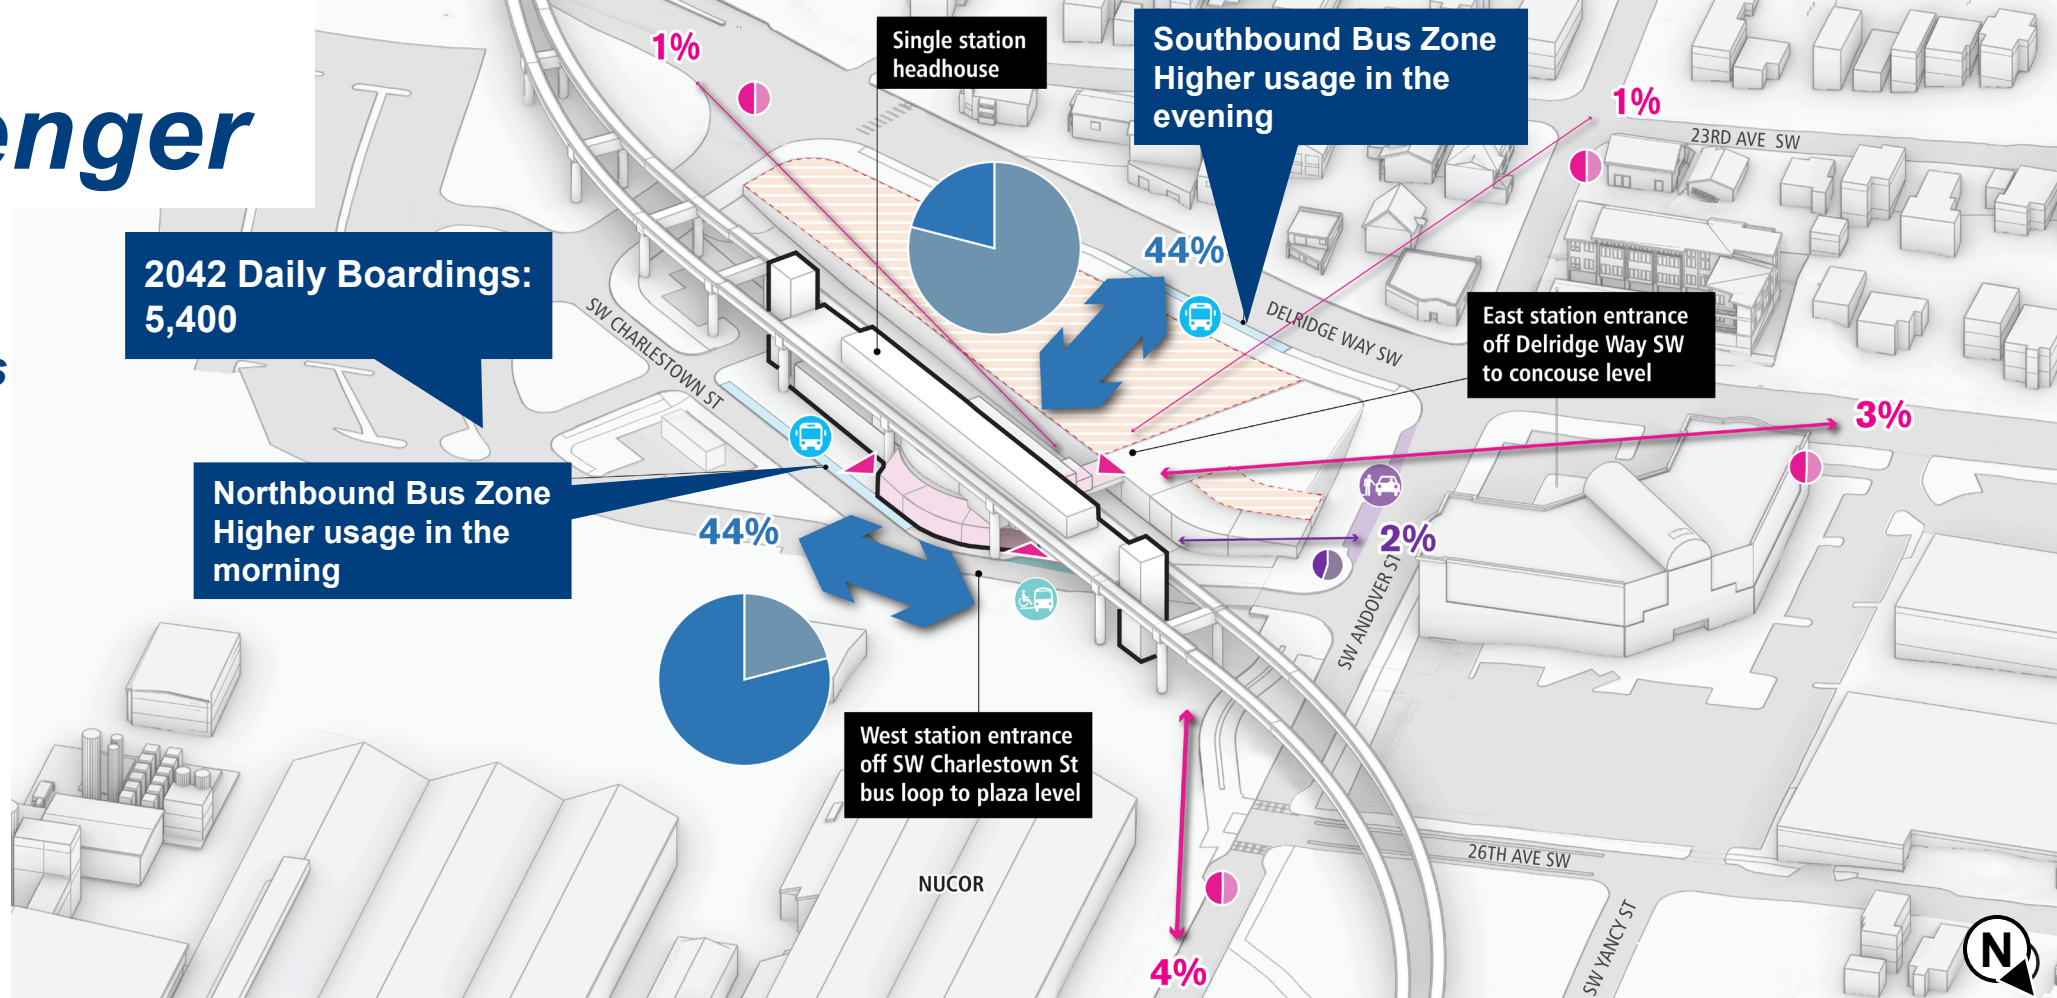 enger
s
2042 Daily Boardings:
5,400
Northbound Bus Zone
Higher usage in the
morning
Southbound Bus Zone
Higher usage in the
evening
Single station
headhouse
East station entrance
off Delridge Way SW
to concouse level
West station entrance
off SW Charlestown St
bus loop to plaza level
1%
1%
44%
44%
3%
2%
4%
23RD AVE SW
DELRIDGE WAY SW
SW CHARLESTOWN ST
SW ANDOVER ST
26TH AVE SW
SW YANCY ST
NUCOR
N